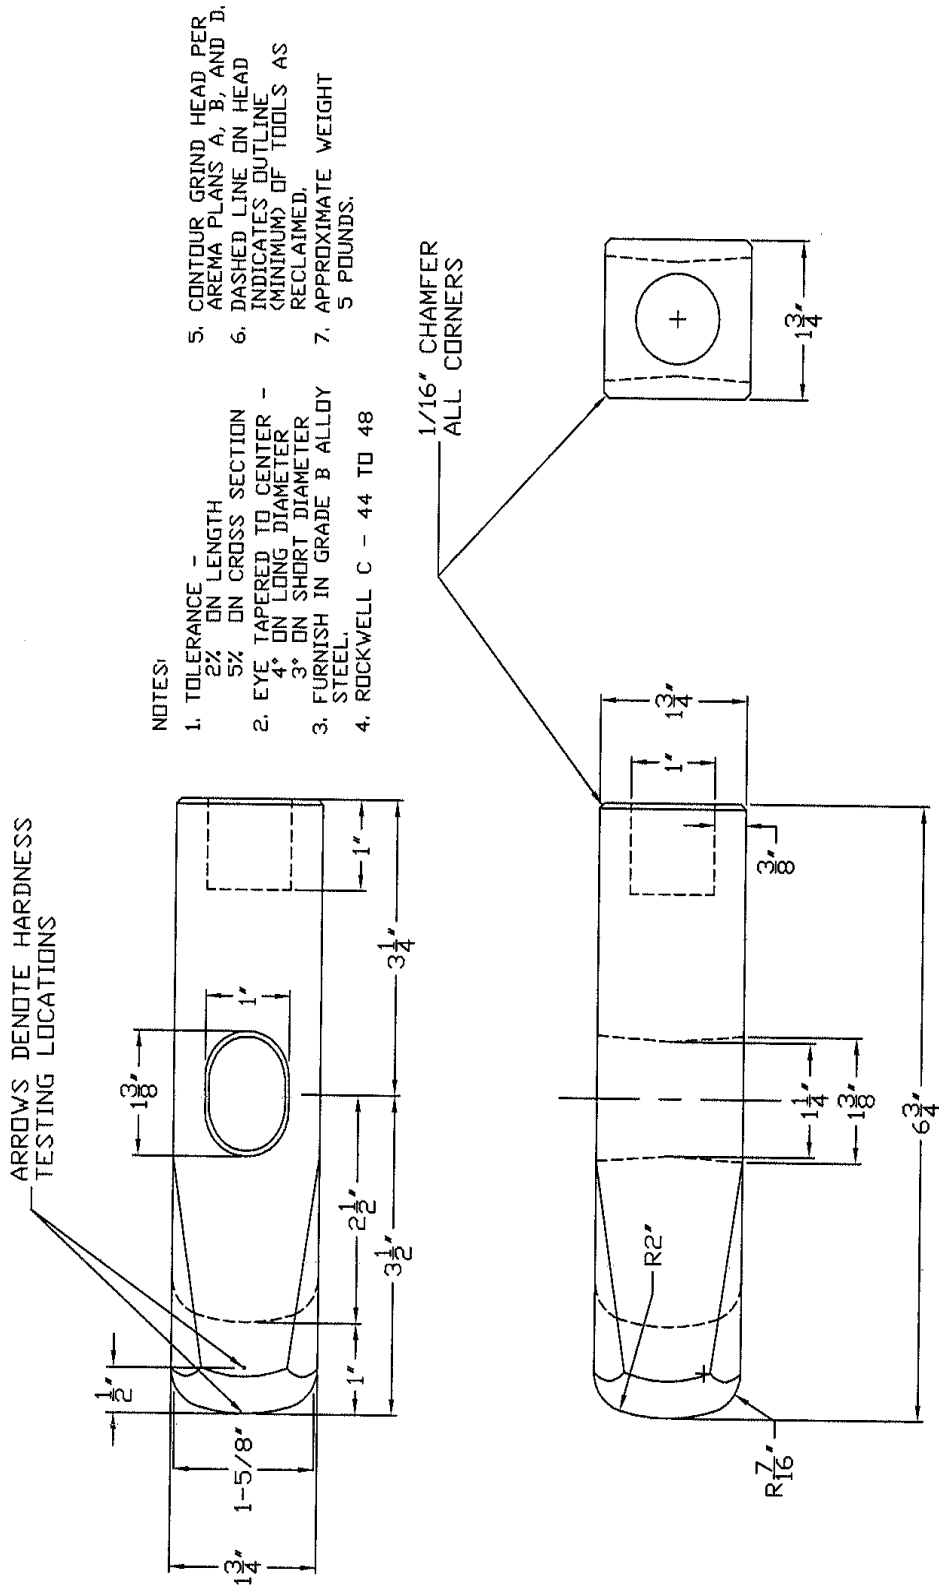 ARROWS DENOTE HARDNESS
TESTING LOCATIONS
NOTES:
1. TOLERANCE -
2% ON LENGTH
5% ON CROSS SECTION
2. EYE TAPERED TO CENTER -
4° ON LONG DIAMETER
3° ON SHORT DIAMETER
3. FURNISH IN GRADE B ALLOY
STEEL.
4. ROCKWELL C - 44 TO 48
5. CONTOUR GRIND HEAD PER
AREMA PLANS A, B, AND D.
6. DASHED LINE ON HEAD
INDICATES OUTLINE
(MINIMUM) OF TOOLS AS
RECLAIMED.
7. APPROXIMATE WEIGHT
5 POUNDS.
1/2"
1 3/8"
1"
1 3/4"
1-5/8"
1"
2 1/2"
1"
3 1/2"
3 1/4"
1/16" CHAMFER
ALL CORNERS
1 3/4"
1"
3/8"
R2"
R 7/16"
1 1/4"
1 3/8"
6 3/4"
1 3/4"